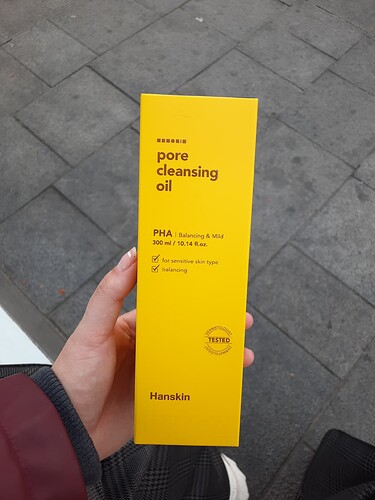 pore
cleansing
oil
PHA | Balancing & Mild
300 ml / 10.14 fl.oz.
for sensitive skin type
balancing
TESTED
Hanskin